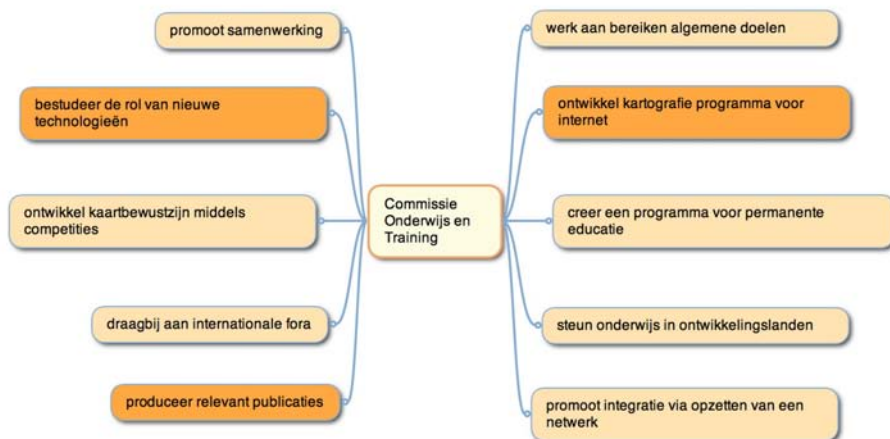 promoot samenwerking
bestudeer de rol van nieuwe
technologieën
ontwikkel kaartbewustzijn middels
competities
draagbij aan internationale fora
produceer relevant publicaties
Commissie
Onderwijs en
Training
werk aan bereiken algemene doelen
ontwikkel kartografie programma voor
internet
creer een programma voor permanente
educatie
steun onderwijs in ontwikkelingslanden
promoot integratie via opzetten van een
netwerk